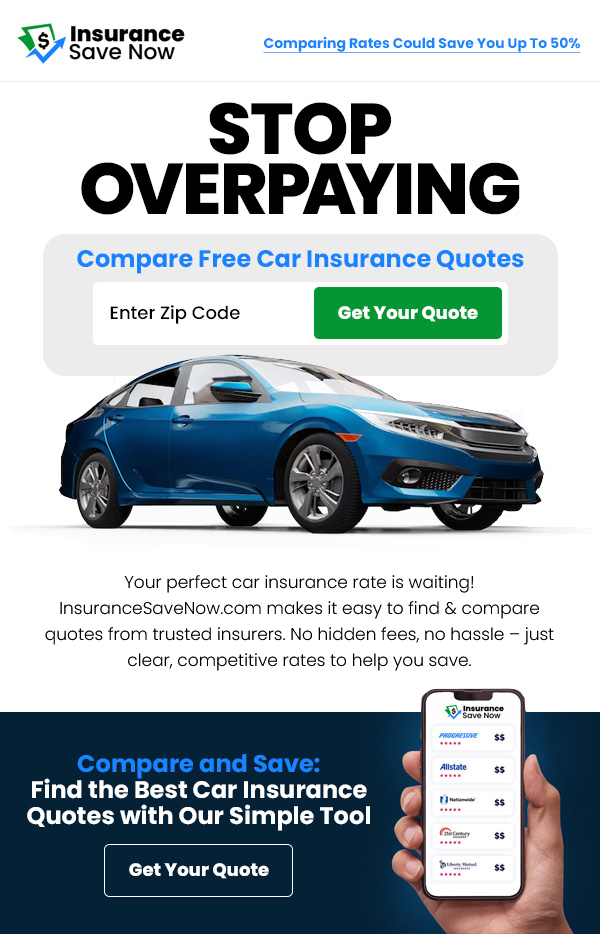 Insurance
Save Now
Comparing Rates Could Save You Up To 50%
STOP
OVERPAYING
Compare Free Car Insurance Quotes
Enter Zip Code
Get Your Quote
Your perfect car insurance rate is waiting!
InsuranceSaveNow.com makes it easy to find & compare
quotes from trusted insurers. No hidden fees, no hassle – just
clear, competitive rates to help you save.
Compare and Save:
Find the Best Car Insurance
Quotes with Our Simple Tool
Get Your Quote
Insurance
Save Now
PROGRESSIVE
$$
Allstate
$$
Nationwide
$$
21st Century
$$
Liberty Mutual
INSURANCE
$$